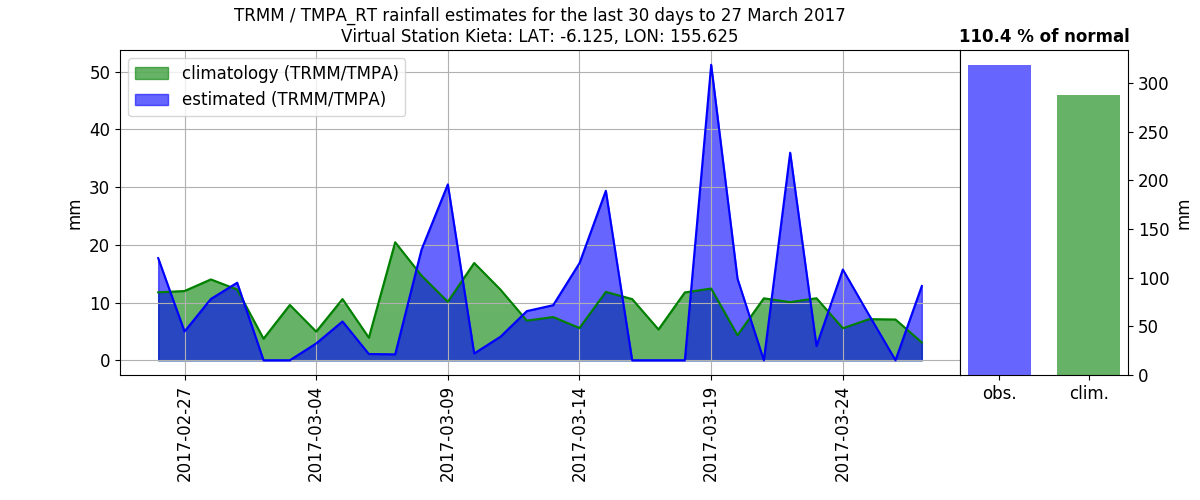 TRMM / TMPA_RT rainfall estimates for the last 30 days to 27 March 2017
Virtual Station Kieta: LAT: -6.125, LON: 155.625
110.4 % of normal
climatology (TRMM/TMPA)
estimated (TRMM/TMPA)
50
40
30
20
10
0
mm
2017-02-27
2017-03-04
2017-03-09
2017-03-14
2017-03-19
2017-03-24
300
250
200
150
100
50
0
mm
obs.
clim.